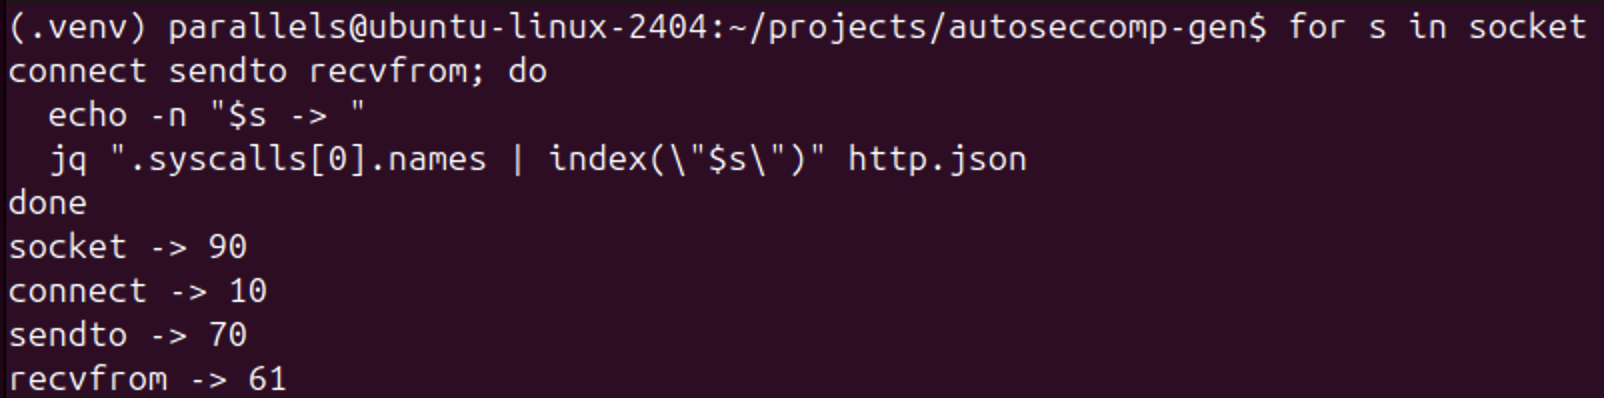 (.venv) parallels@ubuntu-linux-2404:~/projects/autoseccomp-gen$ for s in socket
connect sendto recvfrom; do
  echo -n "$s -> "
  jq ".syscalls[0].names | index(\"$s\")" http.json
done
socket -> 90
connect -> 10
sendto -> 70
recvfrom -> 61